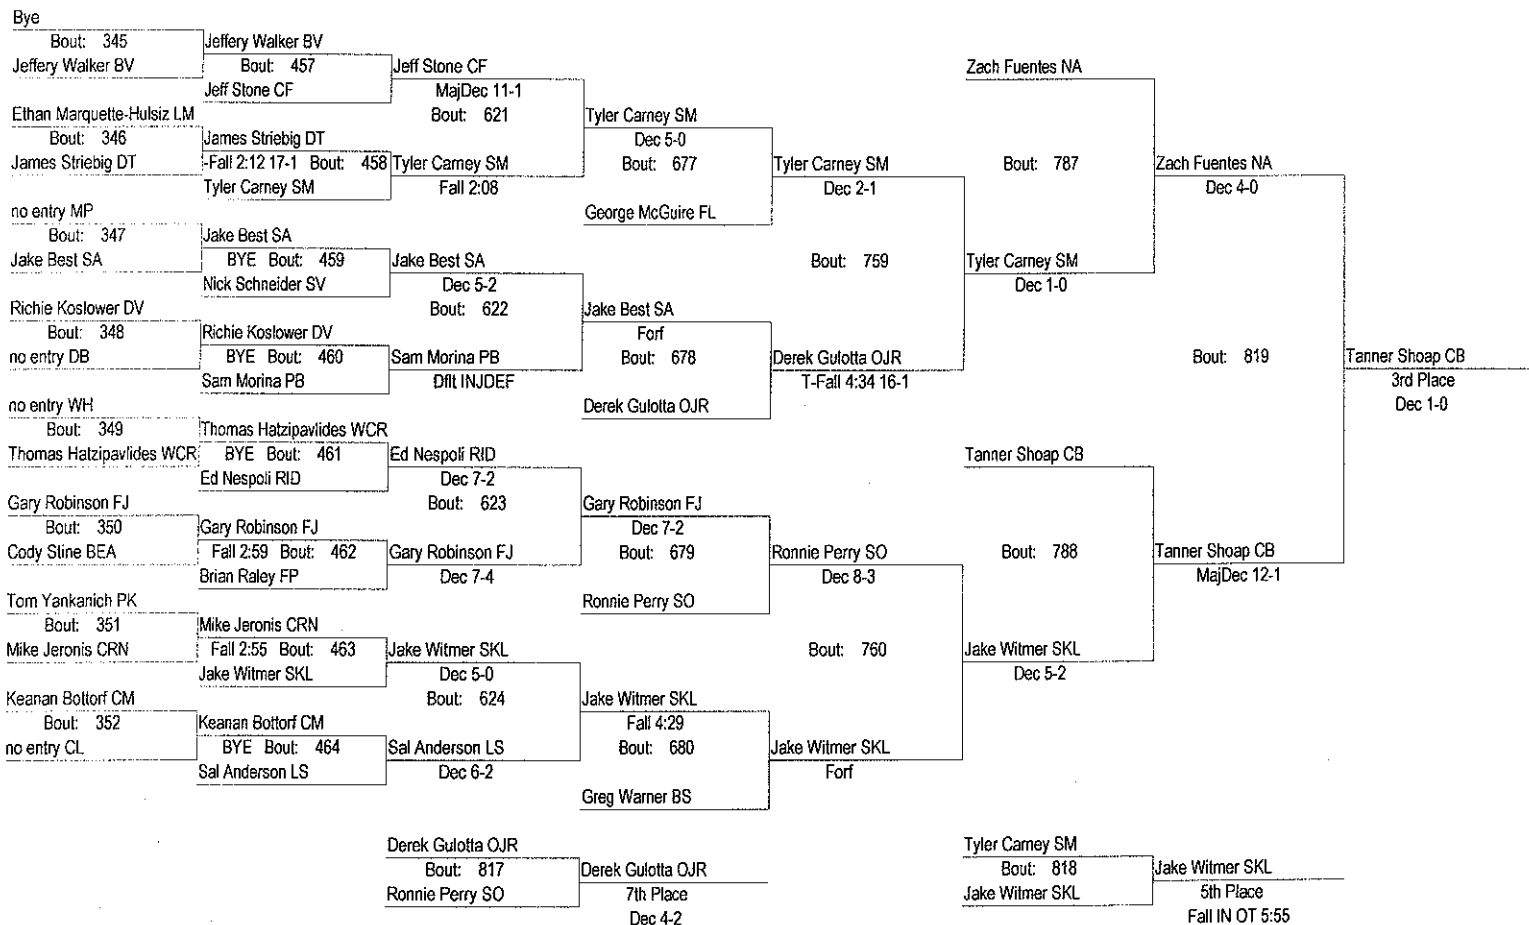 Bye
Bout: 345
Jeffery Walker BV
Ethan Marquette-Hulsiz LM
Bout: 346
James Striebig DT
no entry MP
Bout: 347
Jake Best SA
Richie Koslower DV
Bout: 348
no entry DB
no entry WH
Bout: 349
Thomas Hatzipavlides WCR
Gary Robinson FJ
Bout: 350
Cody Stine BEA
Tom Yankanich PK
Bout: 351
Mike Jeronis CRN
Keanan Bottorf CM
Bout: 352
no entry CL
Jeffery Walker BV
Bout: 457
Jeff Stone CF
James Striebig DT
-Fall 2:12 17-1 Bout: 458
Tyler Carney SM
Jake Best SA
BYE Bout: 459
Nick Schneider SV
Richie Koslower DV
BYE Bout: 460
Sam Morina PB
Thomas Hatzipavlides WCR
BYE Bout: 461
Ed Nespoli RID
Gary Robinson FJ
Fall 2:59 Bout: 462
Brian Raley FP
Mike Jeronis CRN
Fall 2:55 Bout: 463
Jake Witmer SKL
Keanan Bottorf CM
BYE Bout: 464
Sal Anderson LS
Jeff Stone CF
MajDec 11-1
Bout: 621
Tyler Carney SM
Fall 2:08
Jake Best SA
Dec 5-2
Bout: 622
Sam Morina PB
Dflt INJDEF
Ed Nespoli RID
Dec 7-2
Bout: 623
Gary Robinson FJ
Dec 7-4
Jake Witmer SKL
Dec 5-0
Bout: 624
Sal Anderson LS
Dec 6-2
Tyler Carney SM
Dec 5-0
Bout: 677
George McGuire FL
Jake Best SA
Forf
Bout: 678
Derek Gulotta OJR
Gary Robinson FJ
Dec 7-2
Bout: 679
Ronnie Perry SO
Jake Witmer SKL
Fall 4:29
Bout: 680
Greg Warner BS
Tyler Carney SM
Dec 2-1
Bout: 759
Derek Gulotta OJR
T-Fall 4:34 16-1
Ronnie Perry SO
Dec 8-3
Bout: 760
Jake Witmer SKL
Forf
Zach Fuentes NA
Bout: 787
Tyler Carney SM
Dec 1-0
Tanner Shoap CB
Bout: 788
Jake Witmer SKL
Dec 5-2
Zach Fuentes NA
Dec 4-0
Bout: 819
Tanner Shoap CB
MajDec 12-1
Tanner Shoap CB
3rd Place
Dec 1-0
Derek Gulotta OJR
Bout: 817
Ronnie Perry SO
Derek Gulotta OJR
7th Place
Dec 4-2
Tyler Carney SM
Bout: 818
Jake Witmer SKL
Jake Witmer SKL
5th Place
Fall IN OT 5:55